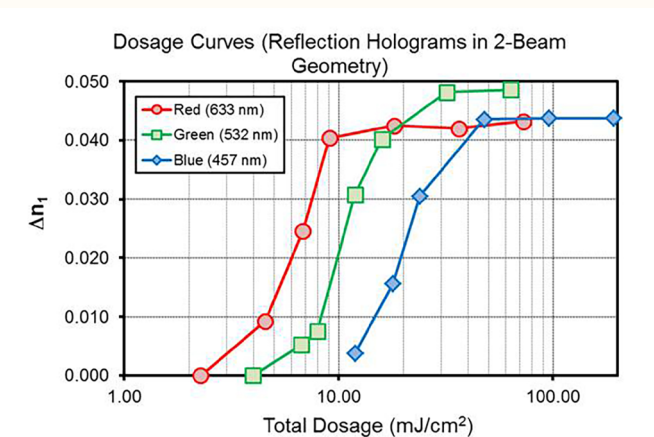 Dosage Curves (Reflection Holograms in 2-Beam
Geometry)
0.050
0.040
0.030
0.020
0.010
0.000
Δn₁
Red (633 nm)
Green (532 nm)
Blue (457 nm)
1.00
10.00
100.00
Total Dosage (mJ/cm²)